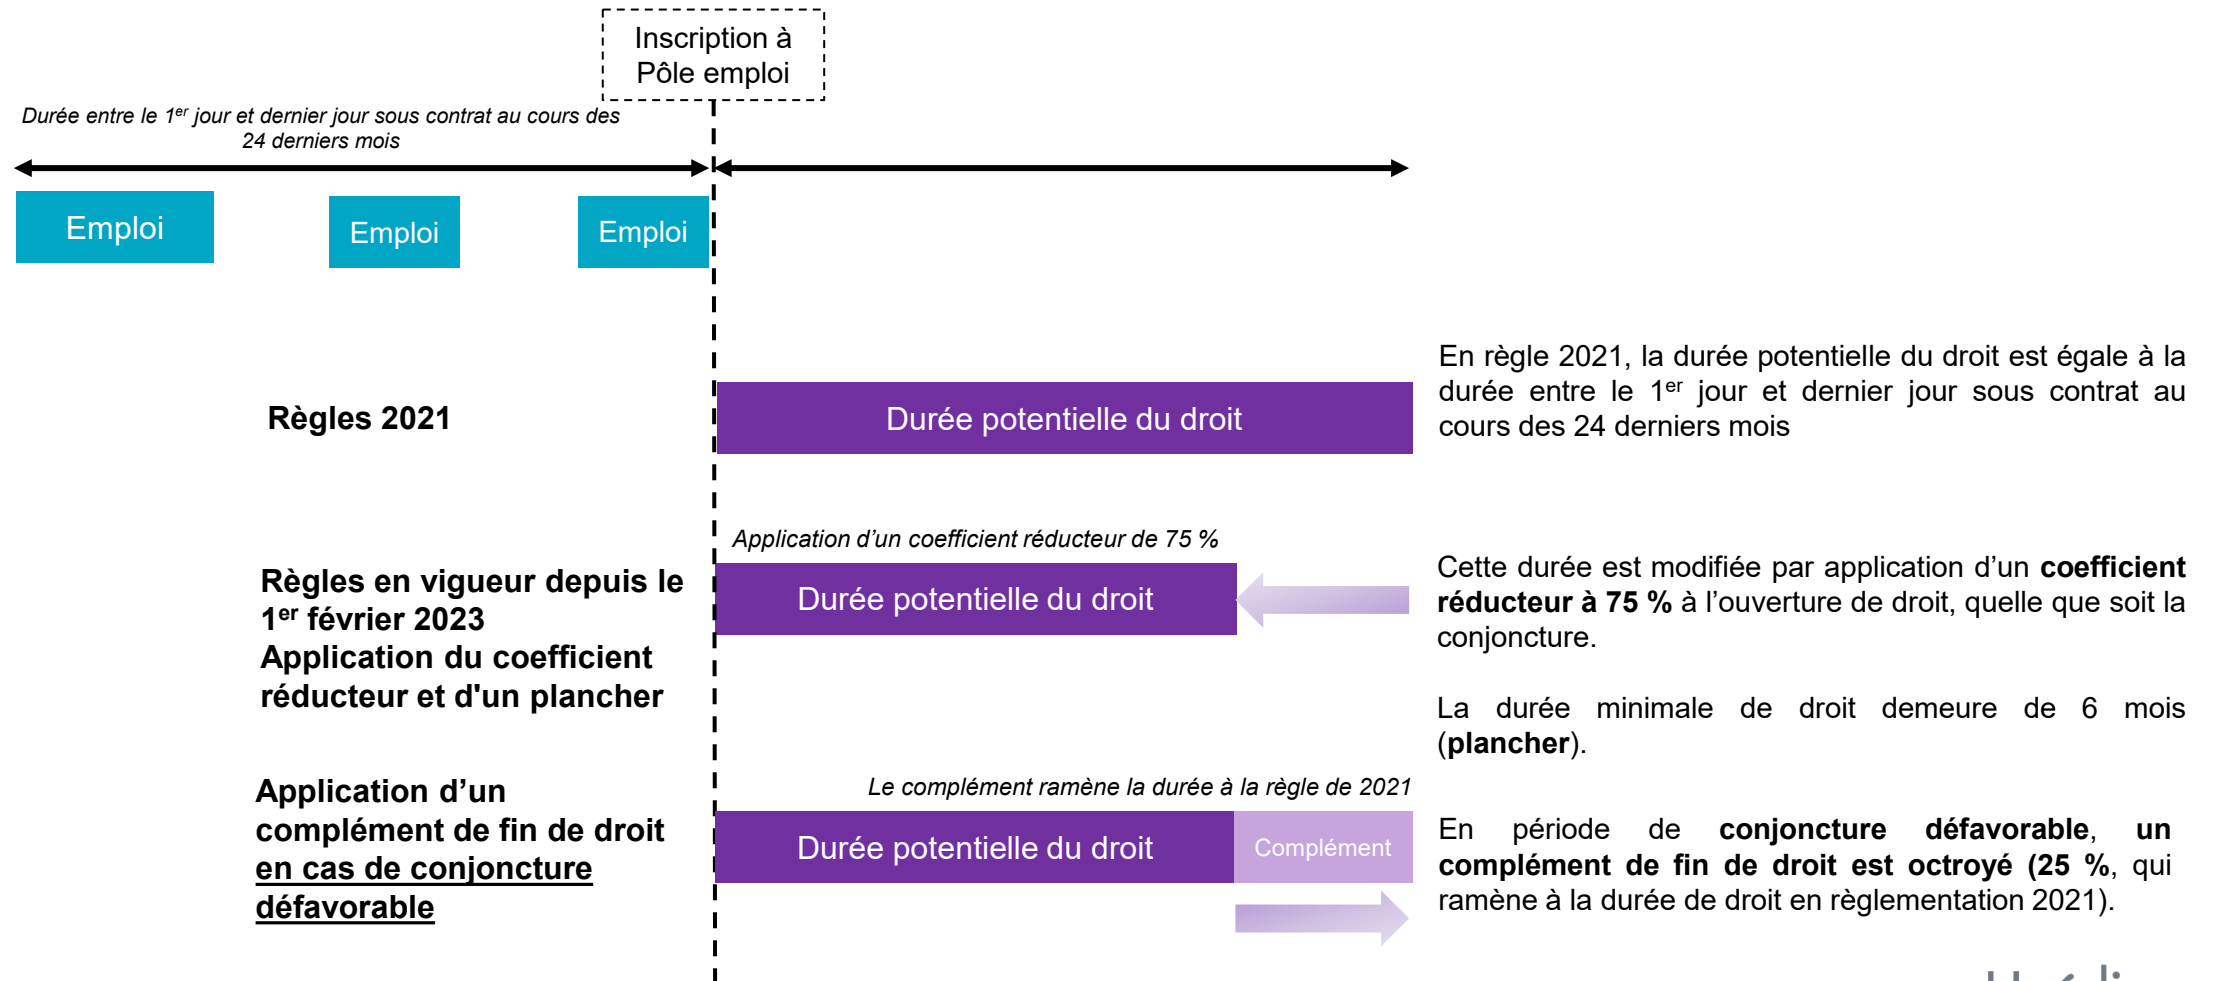 Inscription à
Pôle emploi
Durée entre le 1er jour et dernier jour sous contrat au cours des
24 derniers mois
Emploi
Emploi
Emploi
Règles 2021
Durée potentielle du droit
En règle 2021, la durée potentielle du droit est égale à la
durée entre le 1er jour et dernier jour sous contrat au
cours des 24 derniers mois
Application d’un coefficient réducteur de 75 %
Règles en vigueur depuis le
1er février 2023
Application du coefficient
réducteur et d'un plancher
Durée potentielle du droit
Cette durée est modifiée par application d’un coefficient
réducteur à 75 % à l’ouverture de droit, quelle que soit la
conjoncture.
La durée minimale de droit demeure de 6 mois
(plancher).
Application d’un
complément de fin de droit
en cas de conjoncture
défavorable
Le complément ramène la durée à la règle de 2021
Durée potentielle du droit
Complément
En période de conjoncture défavorable, un
complément de fin de droit est octroyé (25 %, qui
ramène à la durée de droit en règlementation 2021).